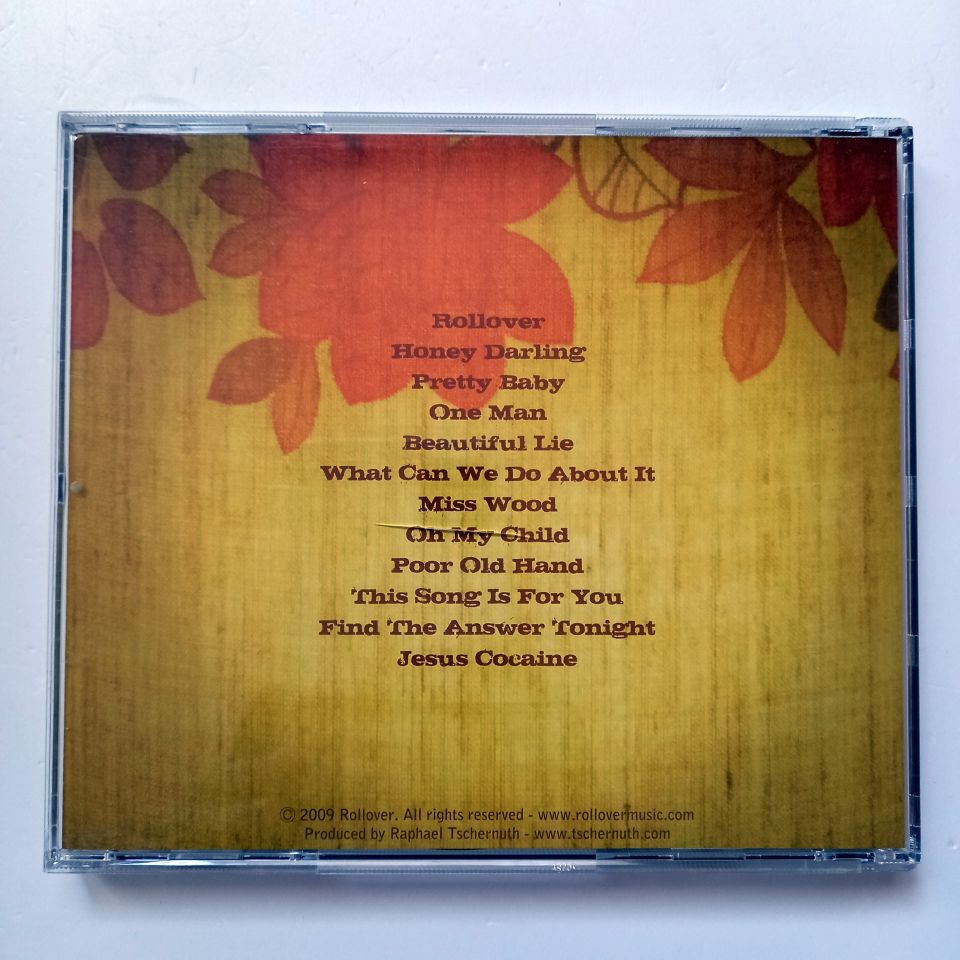 Rollover
Honey Darling
Pretty Baby
One Man
Beautiful Lie
What Can We Do About It
Miss Wood
Oh My Child
Poor Old Hand
This Song Is For You
Find The Answer Tonight
Jesus Cocaine
© 2009 Rollover. All rights reserved - www.rollovermusic.com
Produced by Raphael Tschernuth - www.tschernuth.com